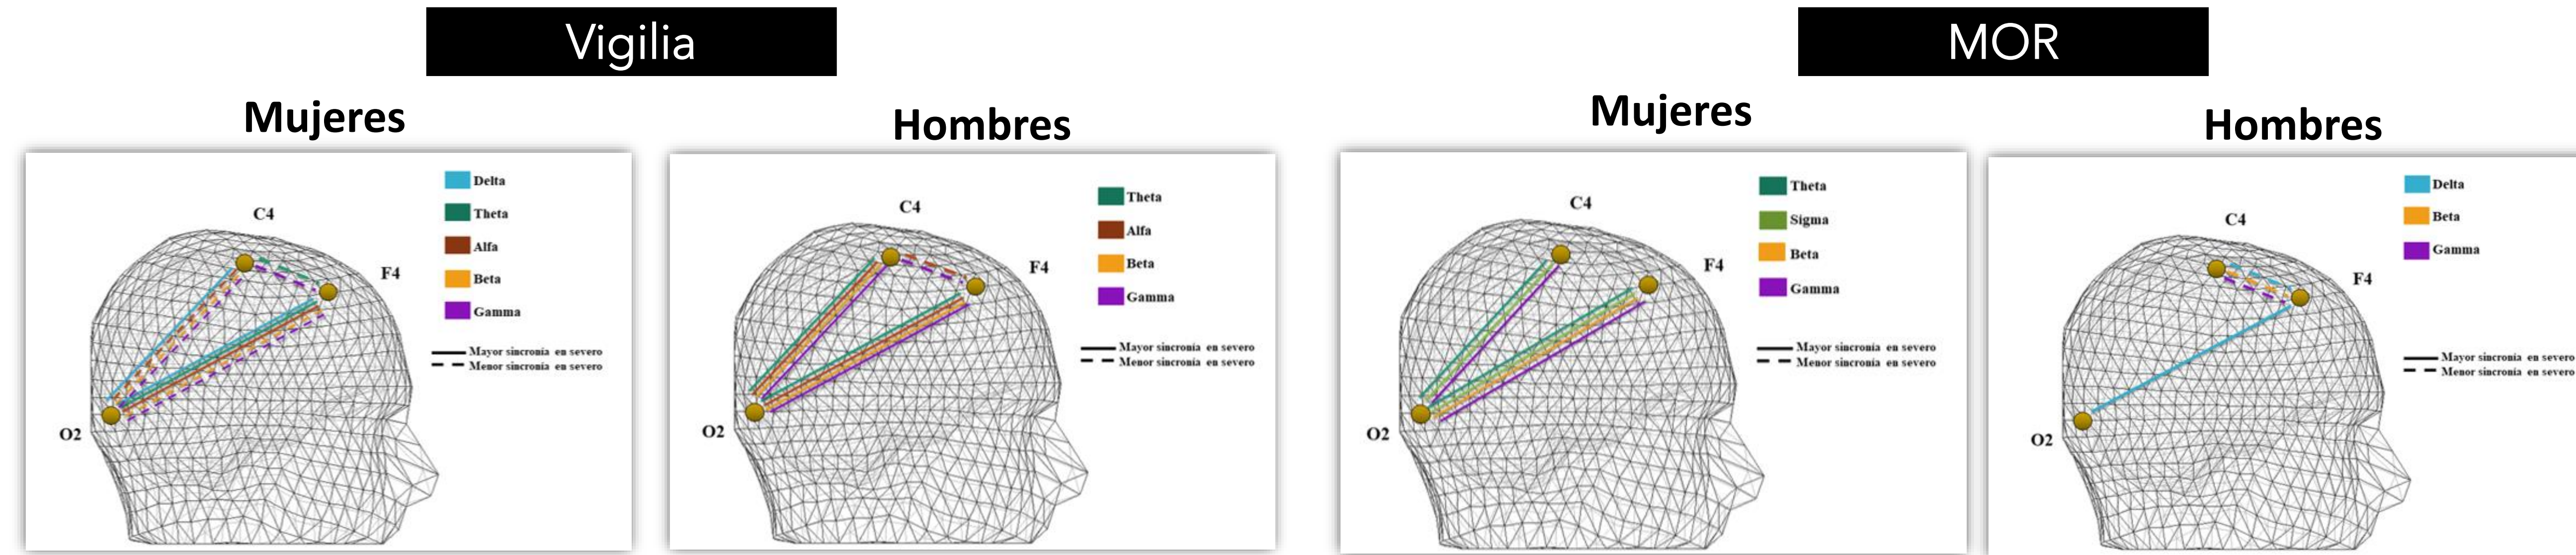 Vigilia
MOR
Mujeres
Hombres
Mujeres
Hombres
Delta
Theta
Alfa
Beta
Gamma
C4
F4
O2
Mayor sincronía en severo
Menor sincronía en severo
Theta
Alfa
Beta
Gamma
C4
F4
O2
Mayor sincronía en severo
Menor sincronía en severo
Theta
Sigma
Beta
Gamma
C4
F4
O2
Mayor sincronía en severo
Menor sincronía en severo
Delta
Beta
Gamma
C4
F4
O2
Mayor sincronía en severo
Menor sincronía en severo